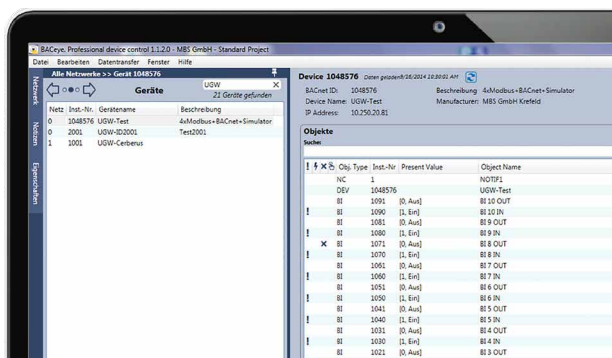 BACeye, Professional device control 1.1.2.0 - MBS GmbH - Standard Project
Datei Bearbeiten Datentransfer Fenster Hilfe
Netzwerk
Notizen
Eigenschaften
Alle Netzwerke >> Gerät 1048576
Geräte
UGW X
21 Geräte gefunden
Netz Inst.-Nr. Gerätename Beschreibung
0 1048576 UGW-Test 4xModbus+BACnet+Simulator
0 2001 UGW-ID2001 Test2001
1 1001 UGW-Cerberus
Device 1048576 Daten geladen 10:30:01 AM
BACnet ID: 1048576 Beschreibung 4xModbus+BACnet+Simulator
Device Name: UGW-Test Manufacturer: MBS GmbH Krefeld
IP Address: 10.250.20.81
Objekte
Suche:
! Obj. Type Inst.-Nr Present Value Object Name
NC 1 NOTIF1
DEV 1048576 UGW-Test
BI 1091 [0, Aus] BI 10 OUT
! BI 1090 [1, Ein] BI 10 IN
BI 1081 [0, Aus] BI 9 OUT
! BI 1080 [1, Ein] BI 9 IN
X BI 1071 [0, Aus] BI 8 OUT
! BI 1070 [1, Ein] BI 8 IN
BI 1061 [0, Aus] BI 7 OUT
! BI 1060 [1, Ein] BI 7 IN
BI 1051 [0, Aus] BI 6 OUT
! BI 1050 [1, Ein] BI 6 IN
BI 1041 [0, Aus] BI 5 OUT
! BI 1040 [1, Ein] BI 5 IN
BI 1031 [0, Aus] BI 4 OUT
! BI 1030 [1, Ein] BI 4 IN
BI 1021 [0, Aus] BI 3 OUT